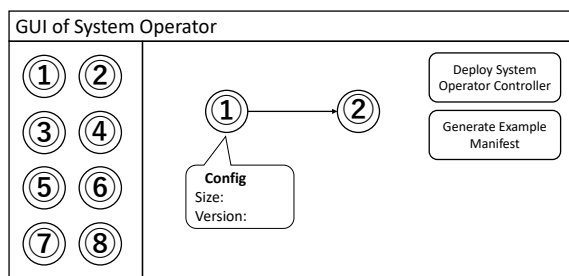 GUI of System Operator
1 2
3 4
5 6
7 8
1 2
Config
Size:
Version:
Deploy System
Operator Controller
Generate Example
Manifest